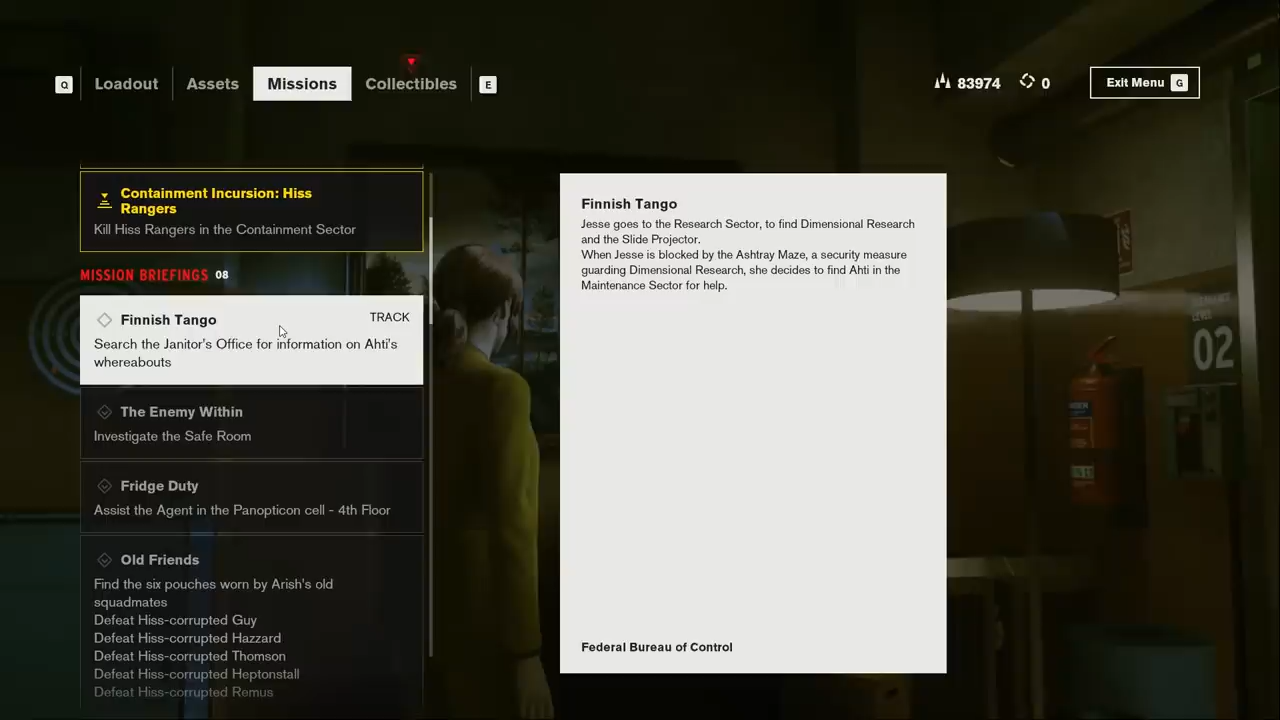 Q
Loadout
Assets
Missions
Collectibles
E
83974
0
Exit Menu G
Containment Incursion: Hiss
Rangers
Kill Hiss Rangers in the Containment Sector
MISSION BRIEFINGS 08
Finnish Tango
TRACK
Search the Janitor's Office for information on Ahti's
whereabouts
The Enemy Within
Investigate the Safe Room
Fridge Duty
Assist the Agent in the Panopticon cell - 4th Floor
Old Friends
Find the six pouches worn by Arish's old
squadmates
Defeat Hiss-corrupted Guy
Defeat Hiss-corrupted Hazzard
Defeat Hiss-corrupted Thomson
Defeat Hiss-corrupted Heptonstall
Defeat Hiss-corrupted Remus
Finnish Tango
Jesse goes to the Research Sector, to find Dimensional Research
and the Slide Projector.
When Jesse is blocked by the Ashtray Maze, a security measure
guarding Dimensional Research, she decides to find Ahti in the
Maintenance Sector for help.
Federal Bureau of Control
02